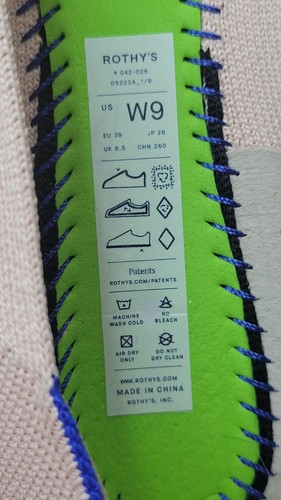 ROTHY'S
♥ 042-026
05223A_1/R
US W9
EU 39 JP 26
UK 6.5 CHN 260
Patents
ROTHYS.COM/PATENTS
MACHINE WASH COLD
NO BLEACH
AIR DRY ONLY
DO NOT DRY CLEAN
WWW.ROTHYS.COM
MADE IN CHINA
ROTHY'S, INC.